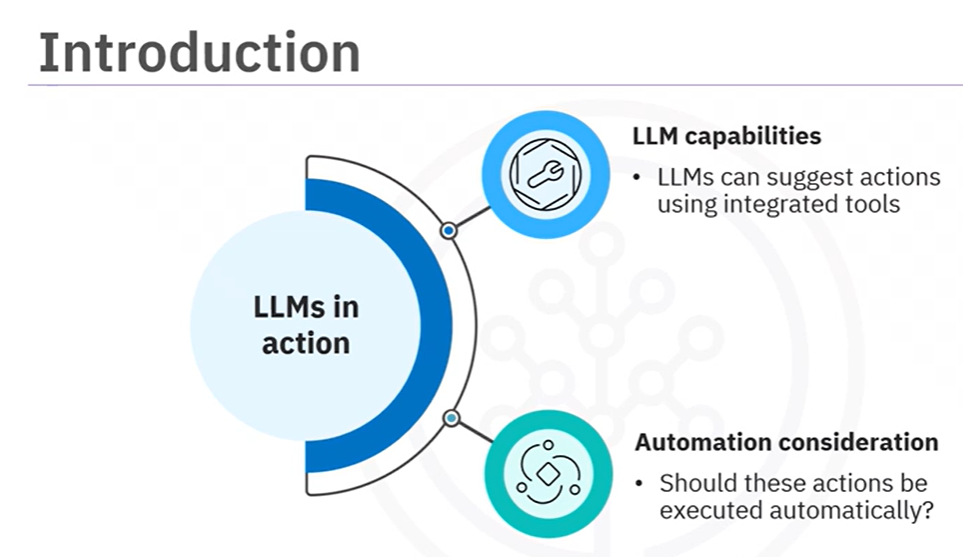 Introduction
LLM capabilities
• LLMs can suggest actions
using integrated tools
LLMs in
action
Automation consideration
• Should these actions be
executed automatically?